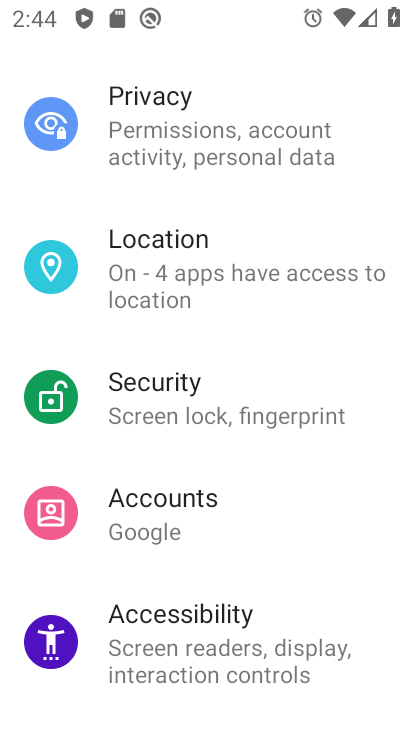 2:44
Privacy
Permissions, account
activity, personal data
Location
On - 4 apps have access to
location
Security
Screen lock, fingerprint
Accounts
Google
Accessibility
Screen readers, display,
interaction controls